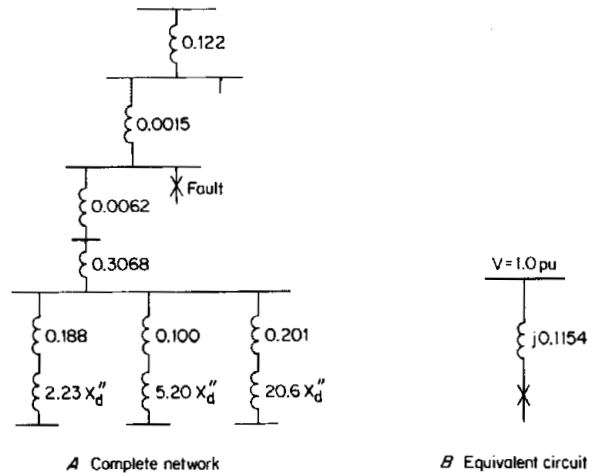 0.122
0.0015
Fault
0.0062
0.3068
V = 1.0 pu
0.188 0.100 0.201
j0.1154
2.23 X"d 5.20 X"d 20.6 X"d
A Complete network B Equivalent circuit